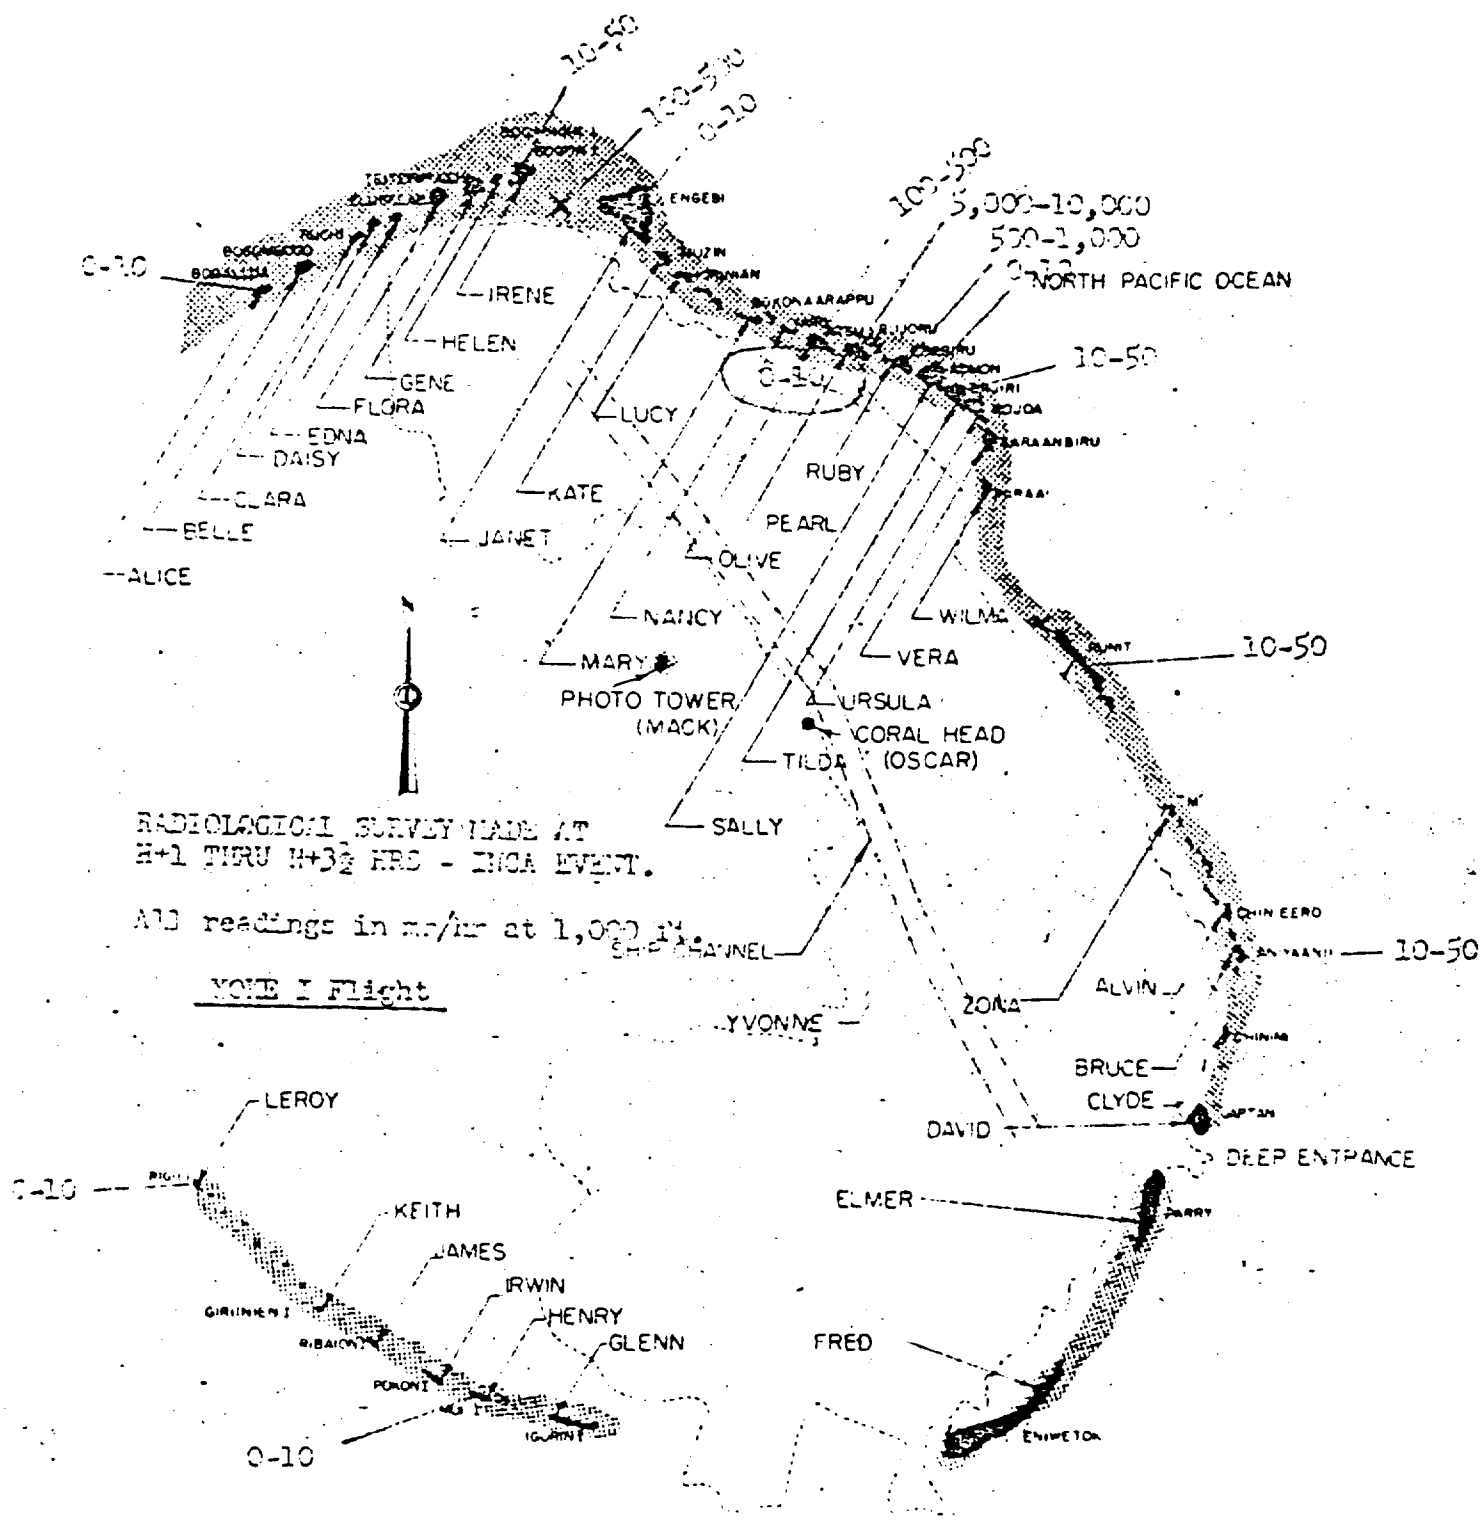 10-50
100-500
0-10
100-500
5,000-10,000
500-1,000
NORTH PACIFIC OCEAN
ENGEBI
0-10
IRENE
HELEN
GENE
FLORA
EDNA
DAISY
CLARA
BELLE
ALICE
LUCY
KATE
JANET
0-10
10-50
RUBY
PEARL
OLIVE
NANCY
MARY
PHOTO TOWER
(MACK)
WILMA
VERA
URSULA
CORAL HEAD
(OSCAR)
TILDA
SALLY
RUNIT
10-50
RADIOLOGICAL SURVEY MADE AT
H+1 THRU H+3½ HRS - INCA EVENT.
All readings in mr/hr at 1,000 Ft.
SHIP CHANNEL
CHINEERO
10-50
ALVIN
ZONA
YVONNE
BRUCE
CLYDE
DAVID
DEEP ENTRANCE
LEROY
0-10
KEITH
JAMES
IRWIN
HENRY
GLENN
ELMER
PARRY
FRED
ENIWETOK
0-10